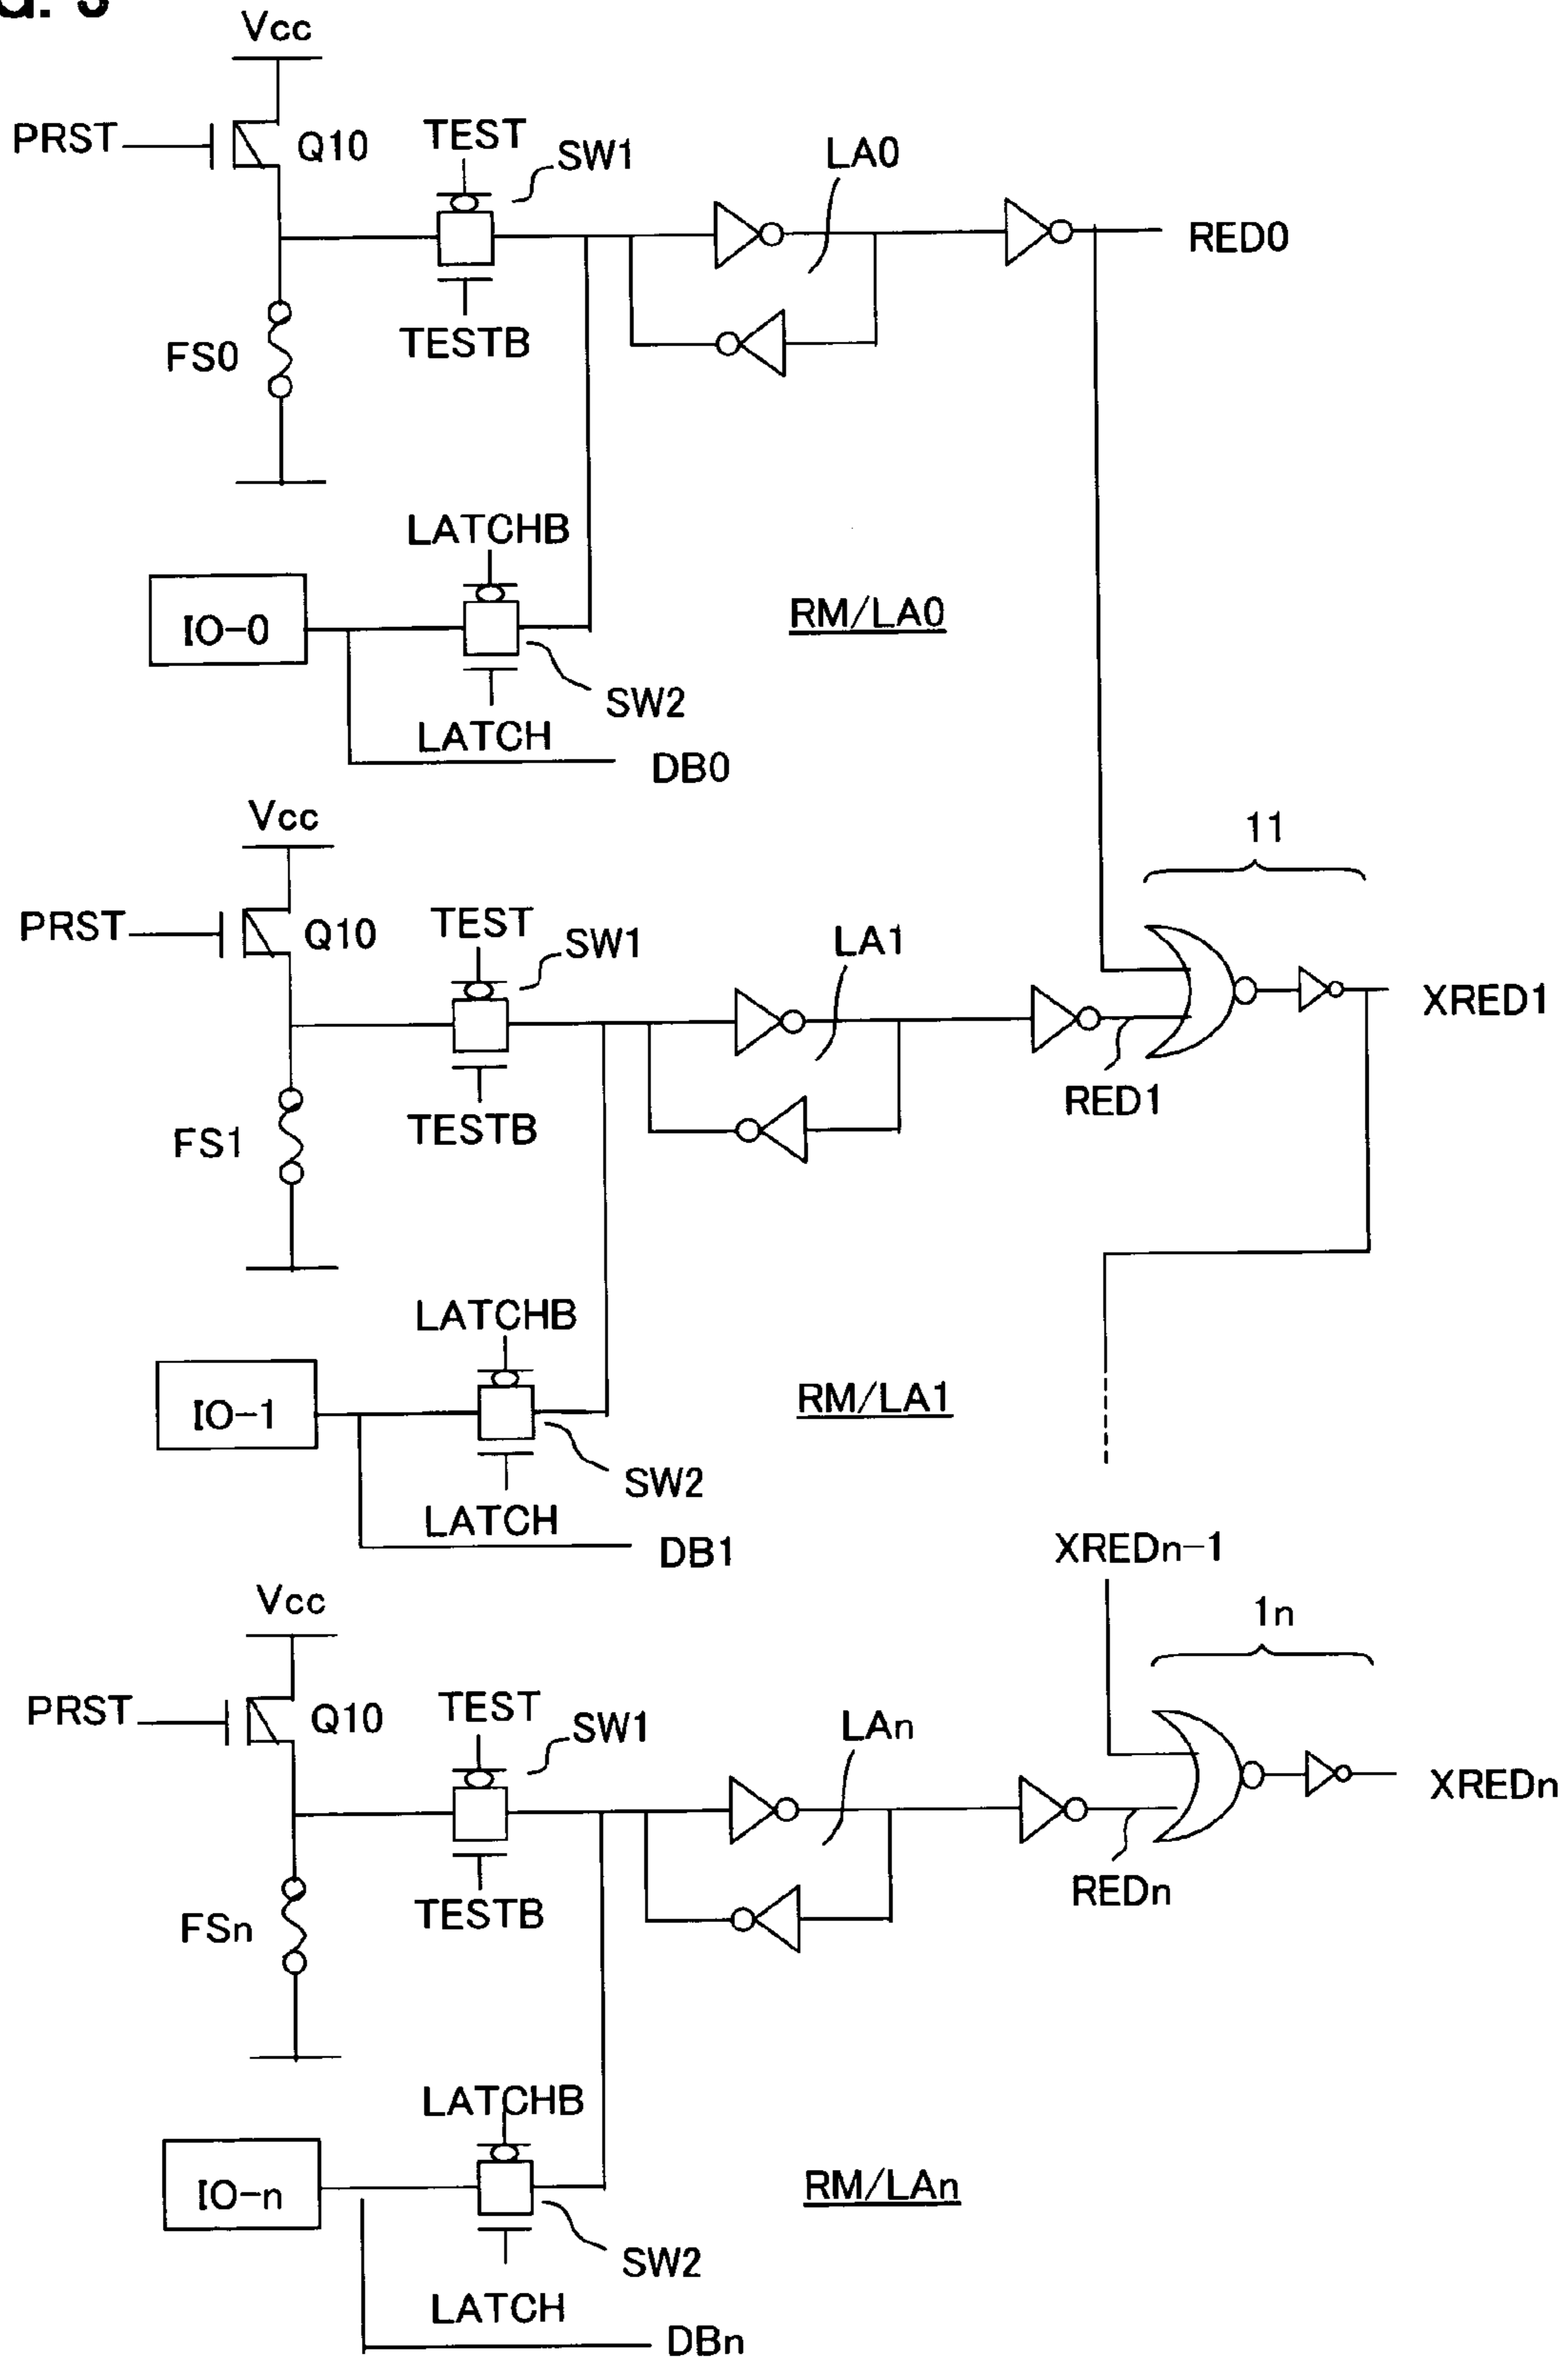 Vcc
PRST
Q10
TEST
SW1
LA0
RED0
TESTB
FS0
LATCHB
IO-0
RM/LA0
SW2
LATCH
DB0
Vcc
11
PRST
Q10
TEST
SW1
LA1
XRED1
RED1
TESTB
FS1
LATCHB
IO-1
RM/LA1
SW2
LATCH
DB1
XREDn-1
Vcc
1n
PRST
Q10
TEST
SW1
LAn
XREDn
REDn
TESTB
FSn
LATCHB
IO-n
RM/LAn
SW2
LATCH
DBn